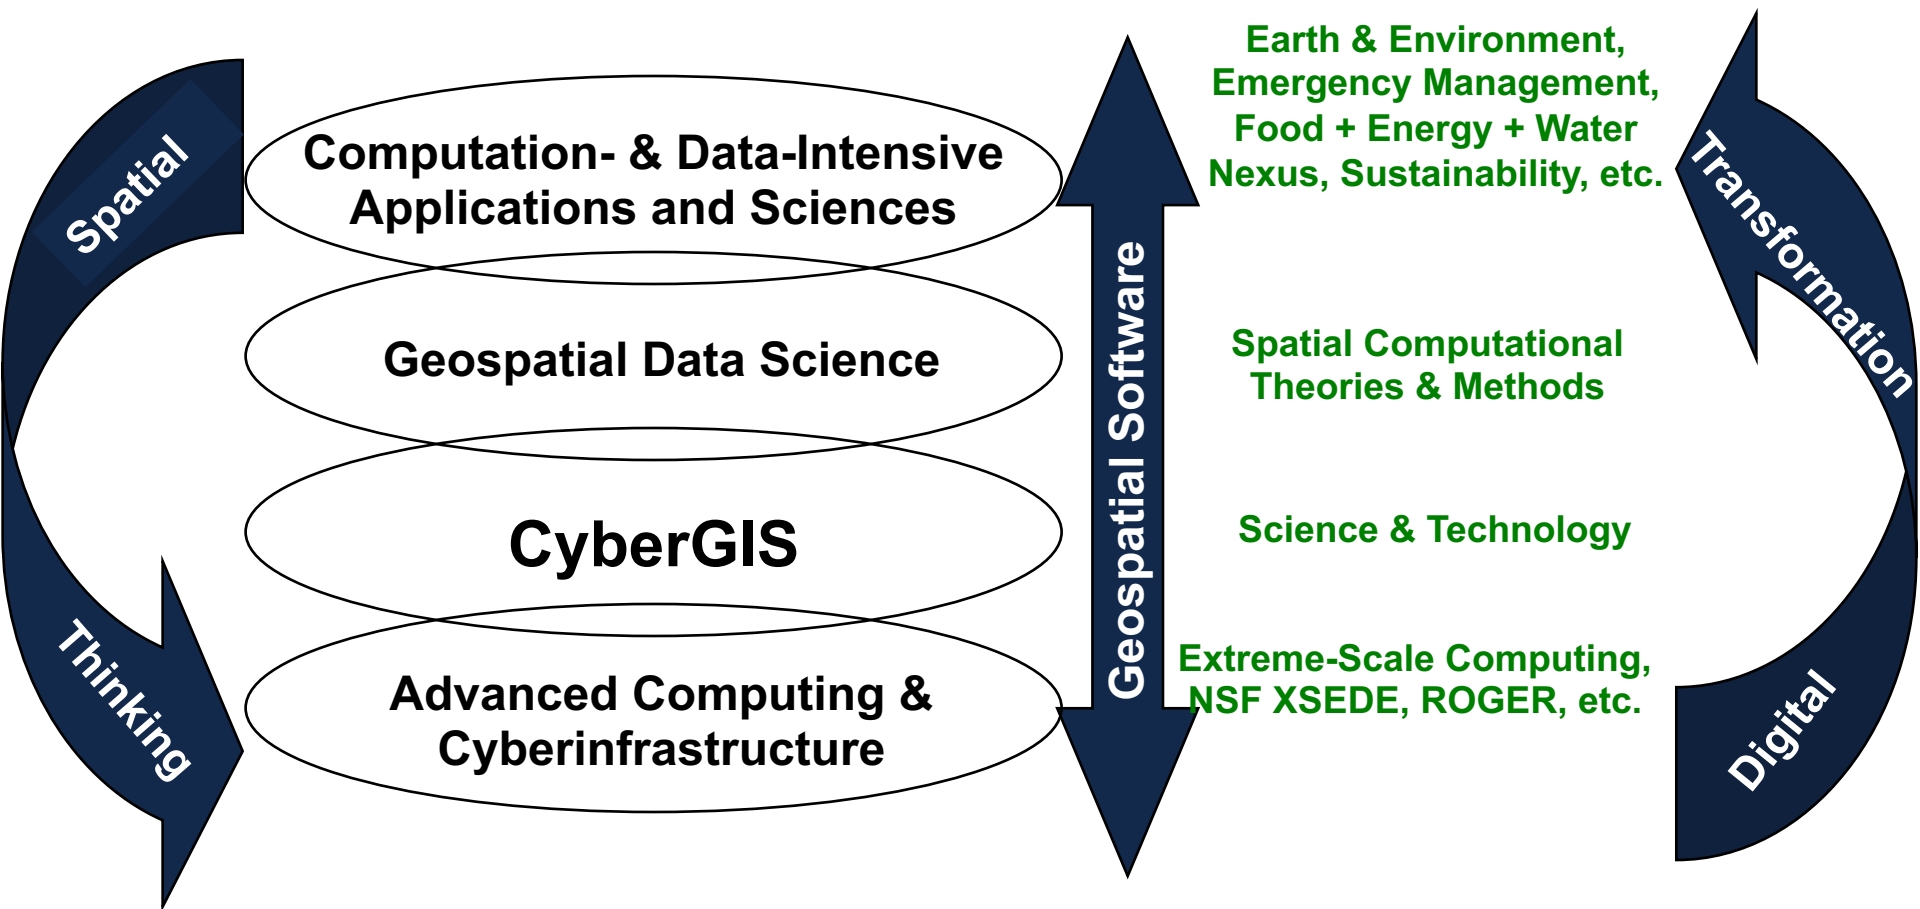 Spatial
Thinking
Computation- & Data-Intensive
Applications and Sciences
Geospatial Data Science
CyberGIS
Advanced Computing &
Cyberinfrastructure
Geospatial Software
Earth & Environment,
Emergency Management,
Food + Energy + Water
Nexus, Sustainability, etc.
Spatial Computational
Theories & Methods
Science & Technology
Extreme-Scale Computing,
NSF XSEDE, ROGER, etc.
Transformation
Digital